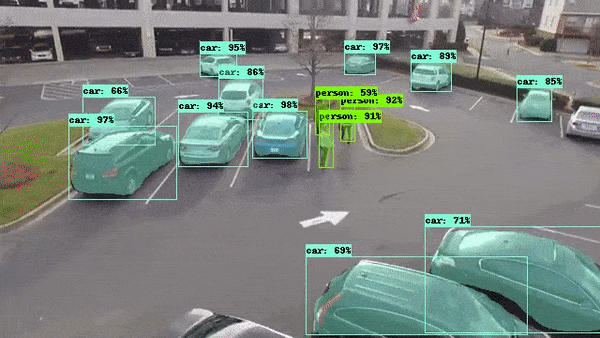 car: 95%
car: 97%
car: 89%
car: 86%
car: 85%
car: 66%
person: 59%
person: 92%
car: 94%
car: 98%
person: 91%
car: 97%
car: 71%
car: 69%